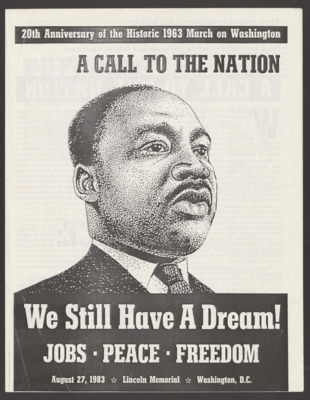 20th Anniversary of the Historic 1963 March on Washington
A CALL TO THE NATION
We Still Have A Dream!
JOBS · PEACE · FREEDOM
August 27, 1983 ☆ Lincoln Memorial ☆ Washington, D.C.